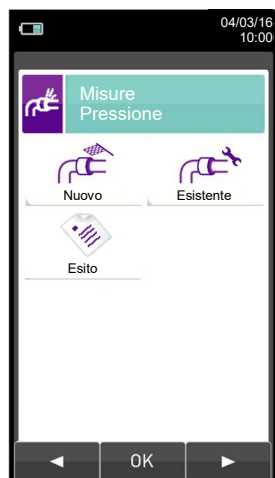 04/03/16
10:00
Misure
Pressione
Nuovo
Esistente
Esito
OK